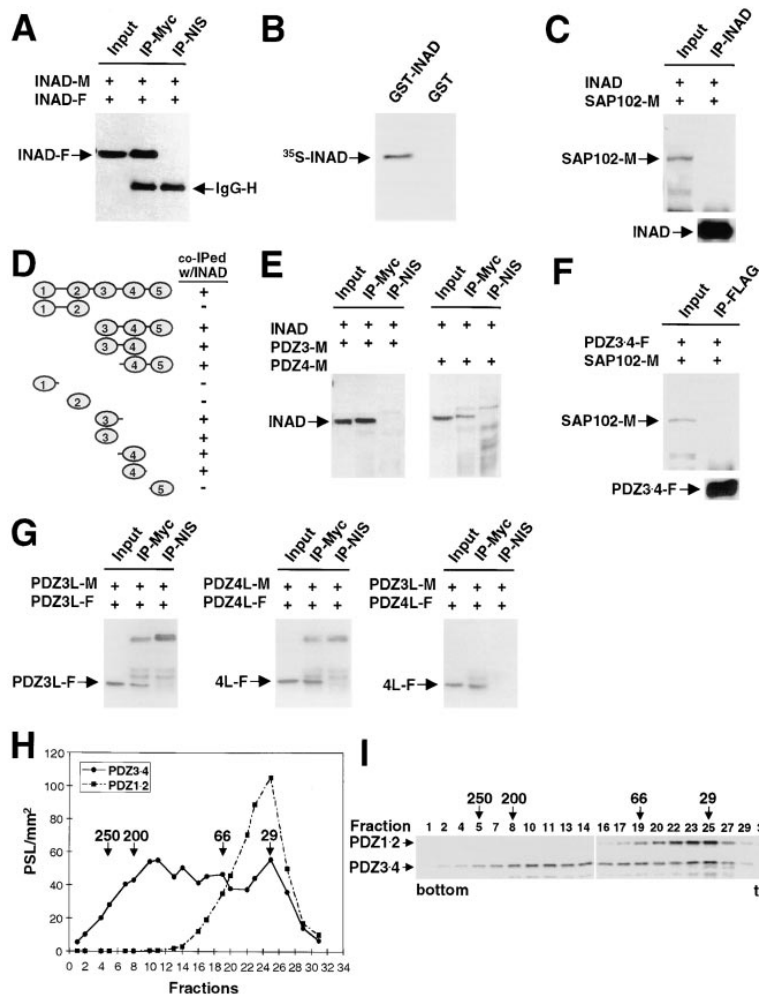 A
Input
IP-Myc
IP-NIS
INAD-M + + +
INAD-F + + +
INAD-F
IgG-H
B
GST-INAD
GST
³⁵S-INAD
C
Input
IP-INAD
INAD + +
SAP102-M + +
SAP102-M
INAD
D
co-IPed
w/INAD
1 2 3 4 5 +
1 2 -
3 4 5 +
3 4 +
4 5 +
1 -
2 -
3 +
3 +
4 +
4 +
5 -
E
Input
IP-Myc
IP-NIS
Input
IP-Myc
IP-NIS
INAD + + + + + +
PDZ3-M + + +
PDZ4-M + + +
INAD
F
Input
IP-FLAG
PDZ3·4-F + +
SAP102-M + +
SAP102-M
PDZ3·4-F
G
Input
IP-Myc
IP-NIS
PDZ3L-M + + +
PDZ3L-F + + +
PDZ3L-F
Input
IP-Myc
IP-NIS
PDZ4L-M + + +
PDZ4L-F + + +
4L-F
Input
IP-Myc
IP-NIS
PDZ3L-M + + +
PDZ4L-F + + +
4L-F
H
PDZ3·4
PDZ1·2
250 200 66 29
PSL/mm²
120
100
80
60
40
20
0
0 2 4 6 8 10 12 14 16 18 20 22 24 26 28 30 32 34
Fractions
I
250 200 66 29
Fraction 1 2 4 5 7 8 10 11 13 14 16 17 19 20 22 23 25 27 29
PDZ1·2
PDZ3·4
bottom